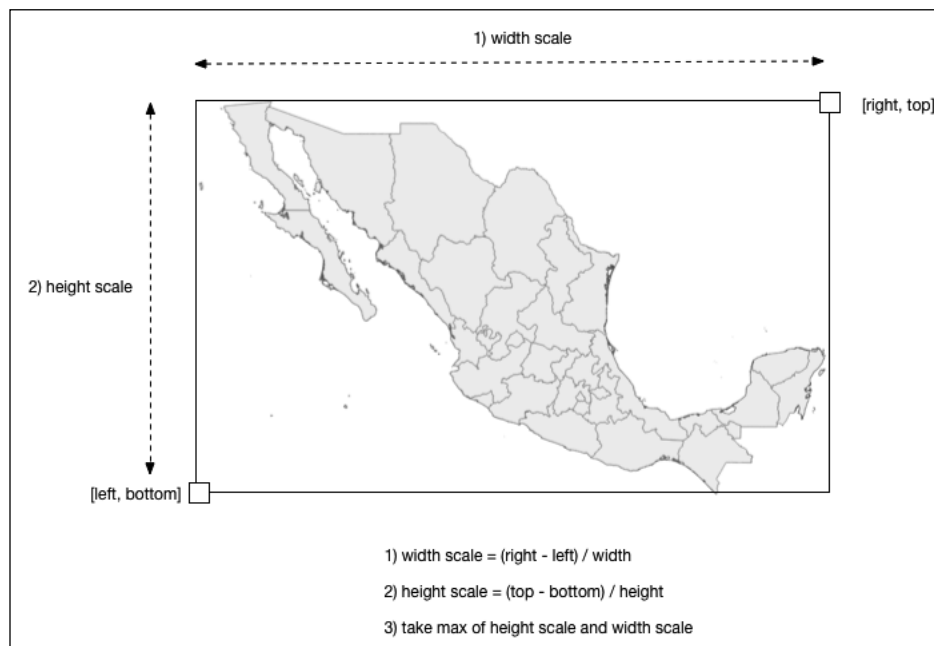 1) width scale
[right, top]
2) height scale
[left, bottom]
1) width scale = (right - left) / width
2) height scale = (top - bottom) / height
3) take max of height scale and width scale